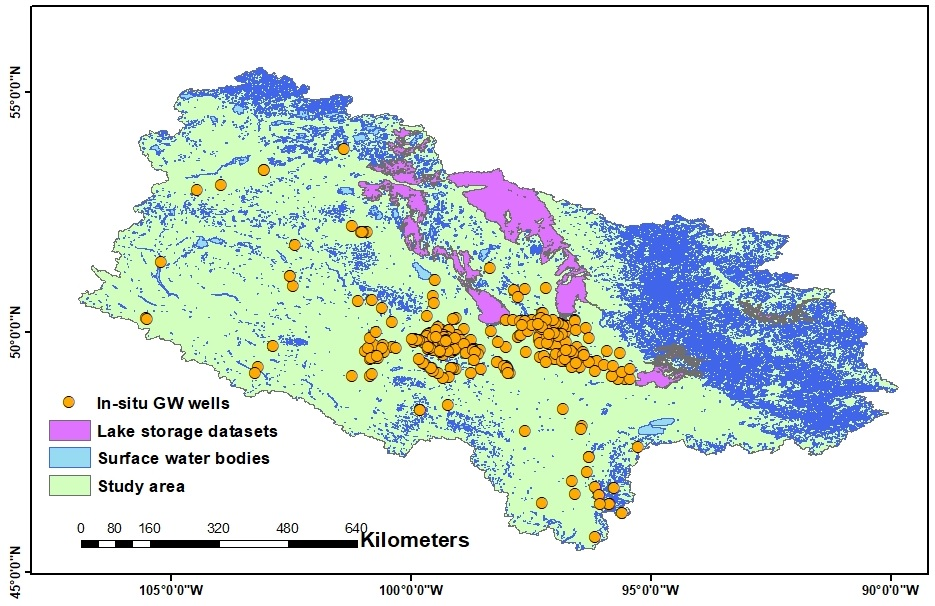 55°0'0"N
50°0'0"N
45°0'0"N
In-situ GW wells
Lake storage datasets
Surface water bodies
Study area
0 80 160 320 480 640
Kilometers
105°0'0"W 100°0'0"W 95°0'0"W 90°0'0"W